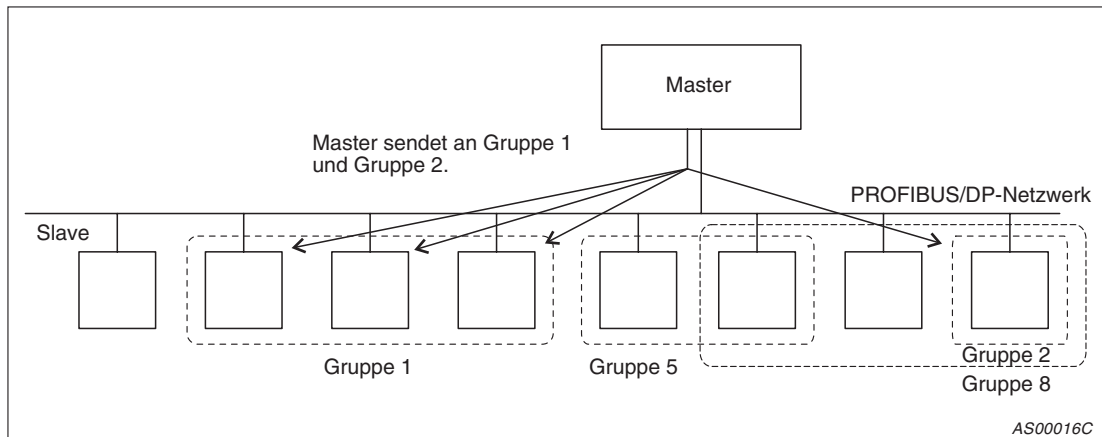 Master
Master sendet an Gruppe 1
und Gruppe 2.
PROFIBUS/DP-Netzwerk
Slave
Gruppe 1
Gruppe 5
Gruppe 2
Gruppe 8
AS00016C